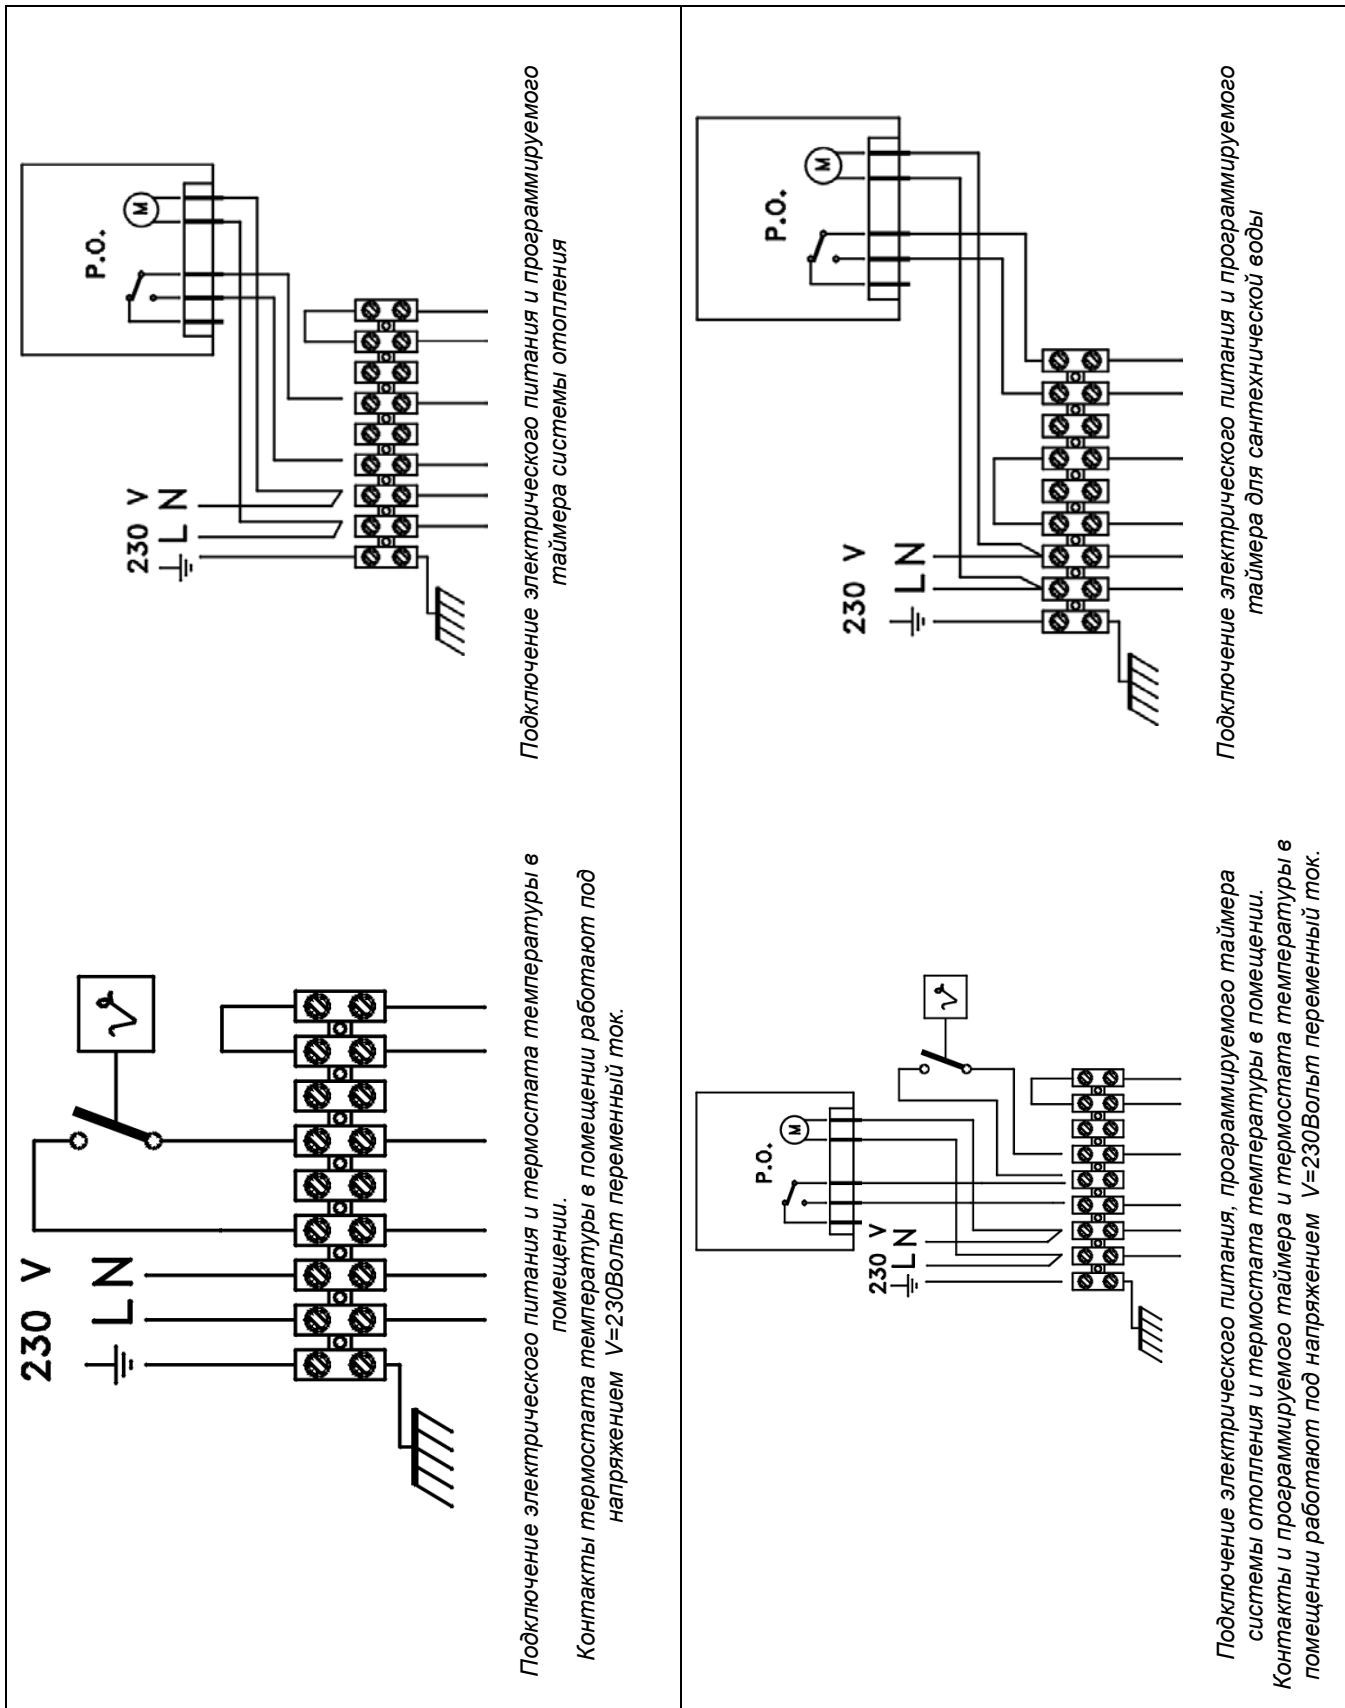 230 V
L N
Подключение электрического питания и термостата температуры в
помещении.
Контакты термостата температуры в помещении работают под
напряжением V=230Вольт переменный ток.
P.O.
M
230 V
L N
Подключение электрического питания и программируемого
таймера системы отопления
P.O.
M
230 V
L N
Подключение электрического питания, программируемого таймера
системы отопления и термостата температуры в помещении.
Контакты и программируемого таймера и термостата температуры в
помещении работают под напряжением V=230Вольт переменный ток.
P.O.
M
230 V
L N
Подключение электрического питания и программируемого
таймера для сантехнической воды